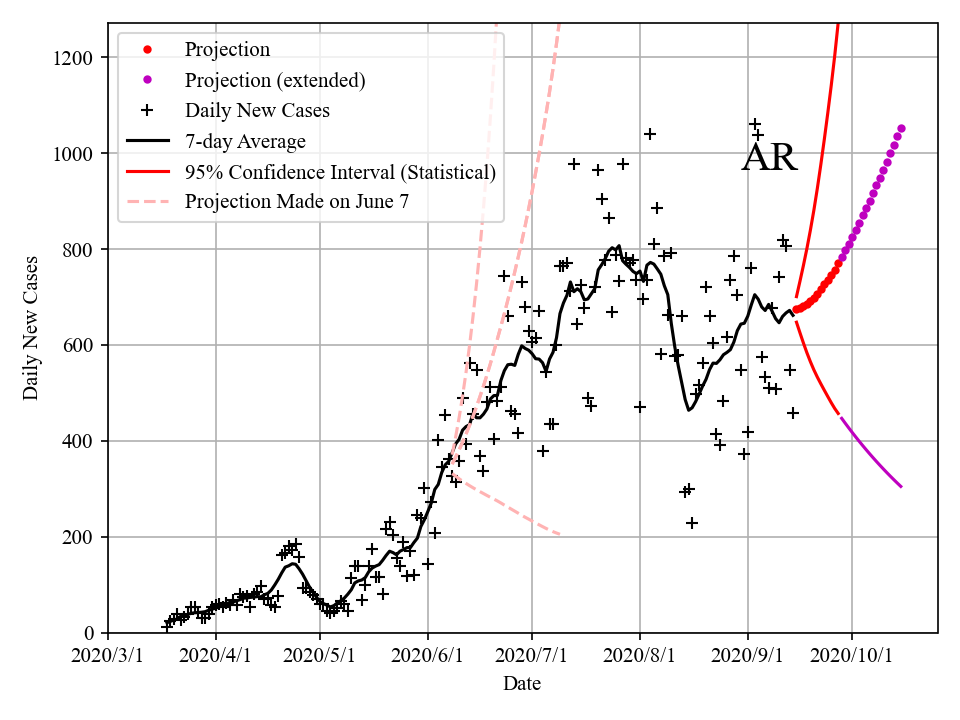 1200
1000
800
600
400
200
0
Daily New Cases
Projection
Projection (extended)
Daily New Cases
7-day Average
95% Confidence Interval (Statistical)
Projection Made on June 7
AR
2020/3/1 2020/4/1 2020/5/1 2020/6/1 2020/7/1 2020/8/1 2020/9/1 2020/10/1
Date